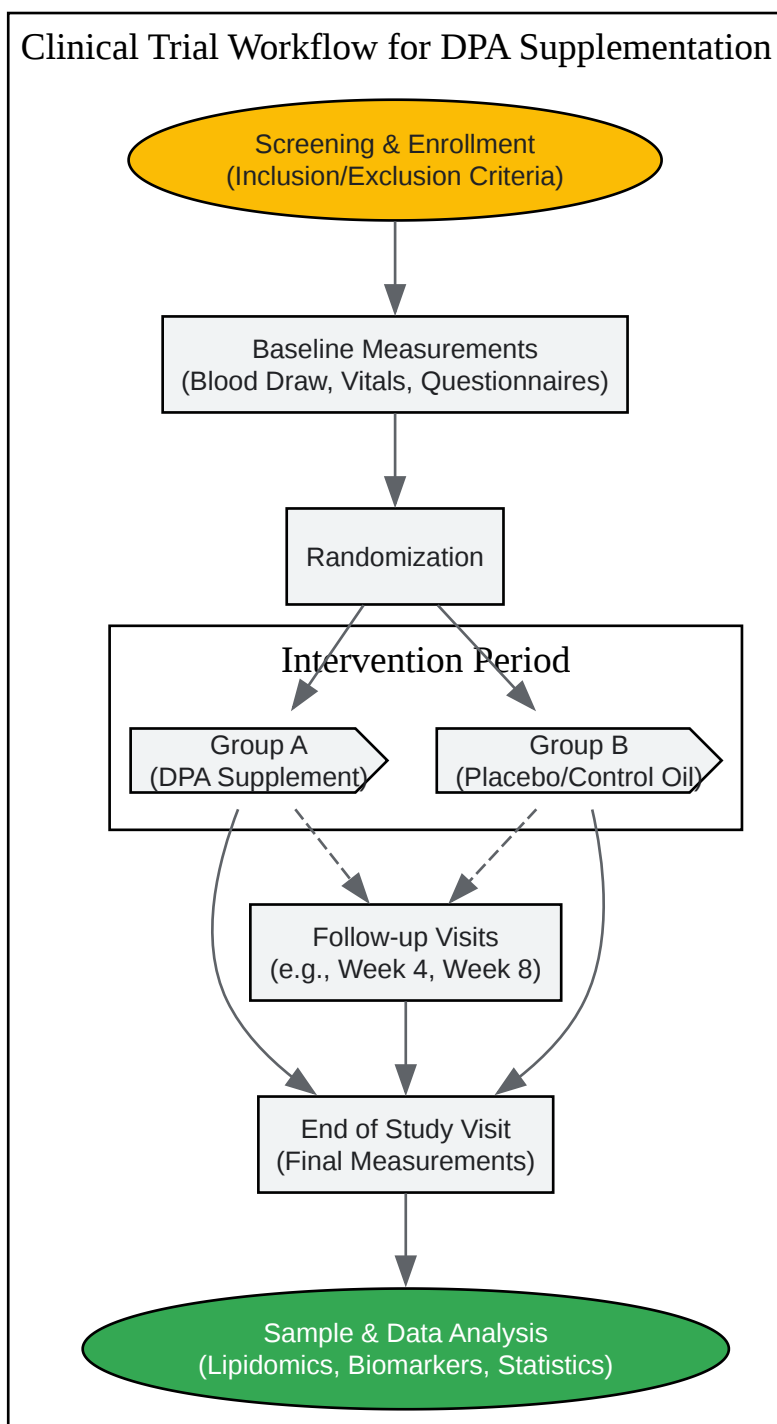 Clinical Trial Workflow for DPA Supplementation
Screening & Enrollment
(Inclusion/Exclusion Criteria)
Baseline Measurements
(Blood Draw, Vitals, Questionnaires)
Randomization
Intervention Period
Group A
(DPA Supplement)
Group B
(Placebo/Control Oil)
Follow-up Visits
(e.g., Week 4, Week 8)
End of Study Visit
(Final Measurements)
Sample & Data Analysis
(Lipidomics, Biomarkers, Statistics)